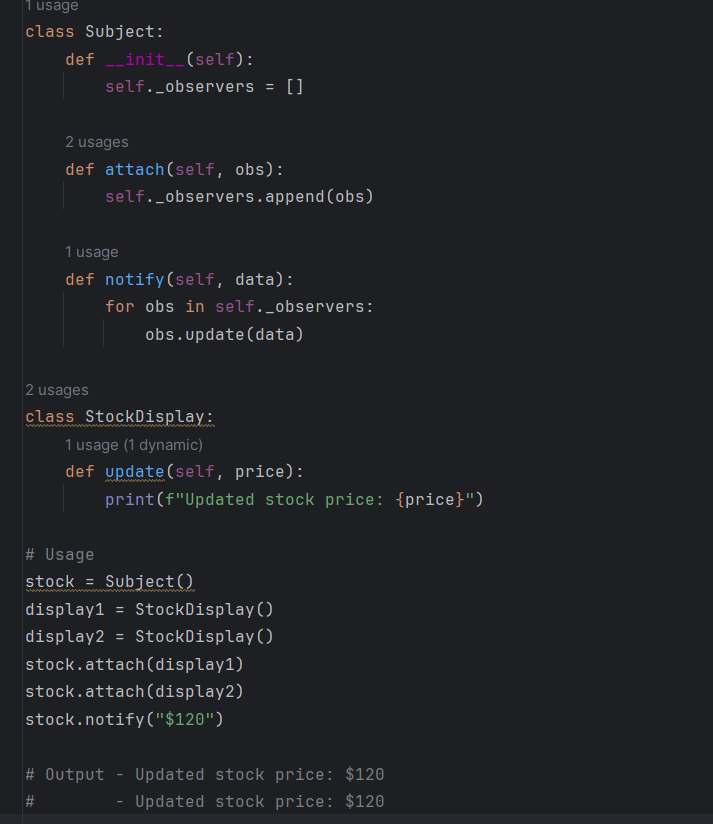 1 usage
class Subject:
    def __init__(self):
        self._observers = []
    2 usages
    def attach(self, obs):
        self._observers.append(obs)
    1 usage
    def notify(self, data):
        for obs in self._observers:
            obs.update(data)
2 usages
class StockDisplay:
    1 usage (1 dynamic)
    def update(self, price):
        print(f"Updated stock price: {price}")
# Usage
stock = Subject()
display1 = StockDisplay()
display2 = StockDisplay()
stock.attach(display1)
stock.attach(display2)
stock.notify("$120")
# Output - Updated stock price: $120
#        - Updated stock price: $120